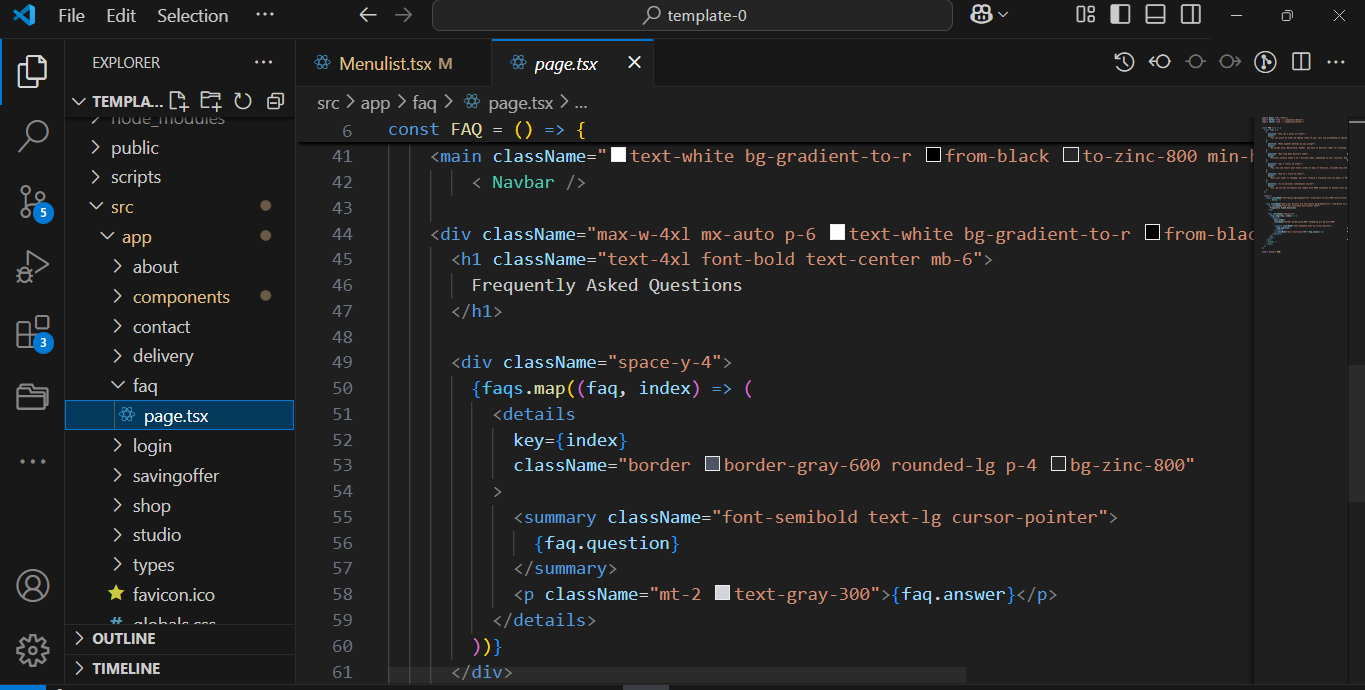 File Edit Selection ···
template-0
EXPLORER ···
TEMPLA...
node_modules
public
scripts
src
app
about
components
contact
delivery
faq
page.tsx
login
savingoffer
shop
studio
types
favicon.ico
# globals.css
OUTLINE
TIMELINE
5
3
Menulist.tsx M
page.tsx
src > app > faq > page.tsx > ...
6 const FAQ = () => {
41 <main className="text-white bg-gradient-to-r from-black to-zinc-800 min-h
42 < Navbar />
43
44 <div className="max-w-4xl mx-auto p-6 text-white bg-gradient-to-r from-blac
45 <h1 className="text-4xl font-bold text-center mb-6">
46 Frequently Asked Questions
47 </h1>
48
49 <div className="space-y-4">
50 {faqs.map((faq, index) => (
51 <details
52 key={index}
53 className="border border-gray-600 rounded-lg p-4 bg-zinc-800"
54 >
55 <summary className="font-semibold text-lg cursor-pointer">
56 {faq.question}
57 </summary>
58 <p className="mt-2 text-gray-300">{faq.answer}</p>
59 </details>
60 ))}
61 </div>